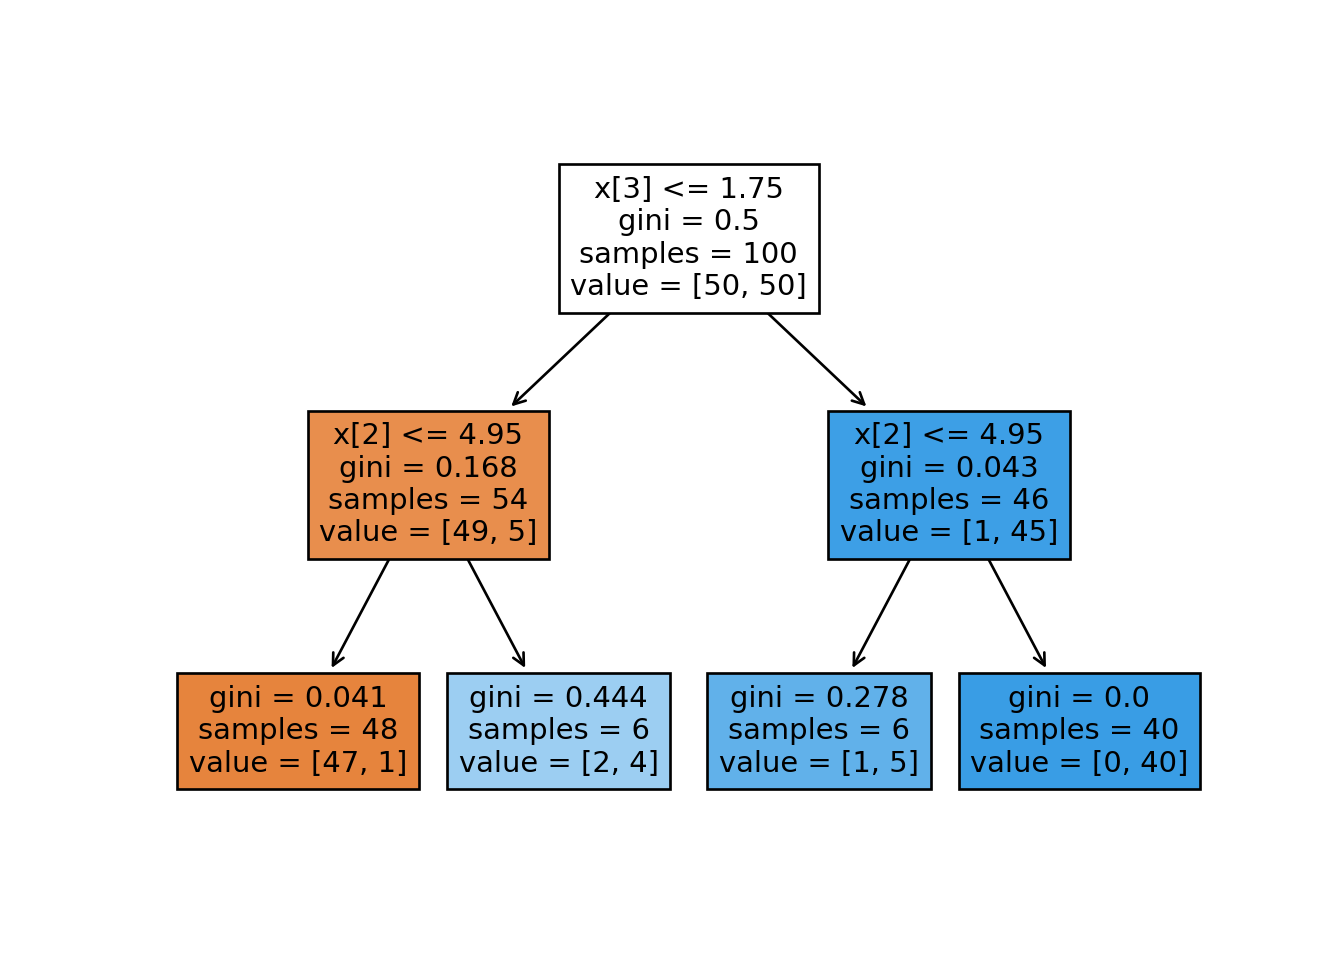 x[3] <= 1.75
gini = 0.5
samples = 100
value = [50, 50]
x[2] <= 4.95
gini = 0.168
samples = 54
value = [49, 5]
x[2] <= 4.95
gini = 0.043
samples = 46
value = [1, 45]
gini = 0.041
samples = 48
value = [47, 1]
gini = 0.444
samples = 6
value = [2, 4]
gini = 0.278
samples = 6
value = [1, 5]
gini = 0.0
samples = 40
value = [0, 40]